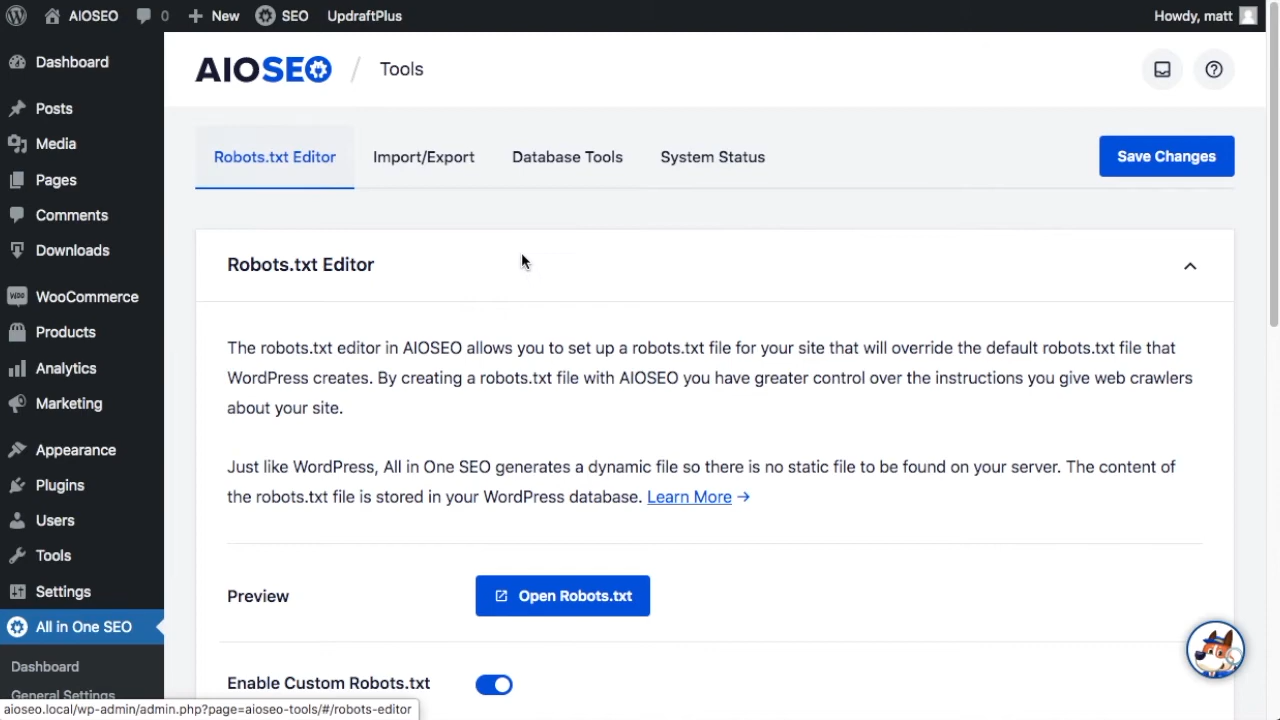 AIOSEO 0 New SEO UpdraftPlus Howdy, matt
Dashboard
Posts
Media
Pages
Comments
Downloads
WooCommerce
Products
Analytics
Marketing
Appearance
Plugins
Users
Tools
Settings
All in One SEO
Dashboard
General Settings
AIOSEO / Tools
Robots.txt Editor Import/Export Database Tools System Status Save Changes
Robots.txt Editor
The robots.txt editor in AIOSEO allows you to set up a robots.txt file for your site that will override the default robots.txt file that
WordPress creates. By creating a robots.txt file with AIOSEO you have greater control over the instructions you give web crawlers
about your site.
Just like WordPress, All in One SEO generates a dynamic file so there is no static file to be found on your server. The content of
the robots.txt file is stored in your WordPress database. Learn More →
Preview Open Robots.txt
Enable Custom Robots.txt
aioseo.local/wp-admin/admin.php?page=aioseo-tools/#/robots-editor